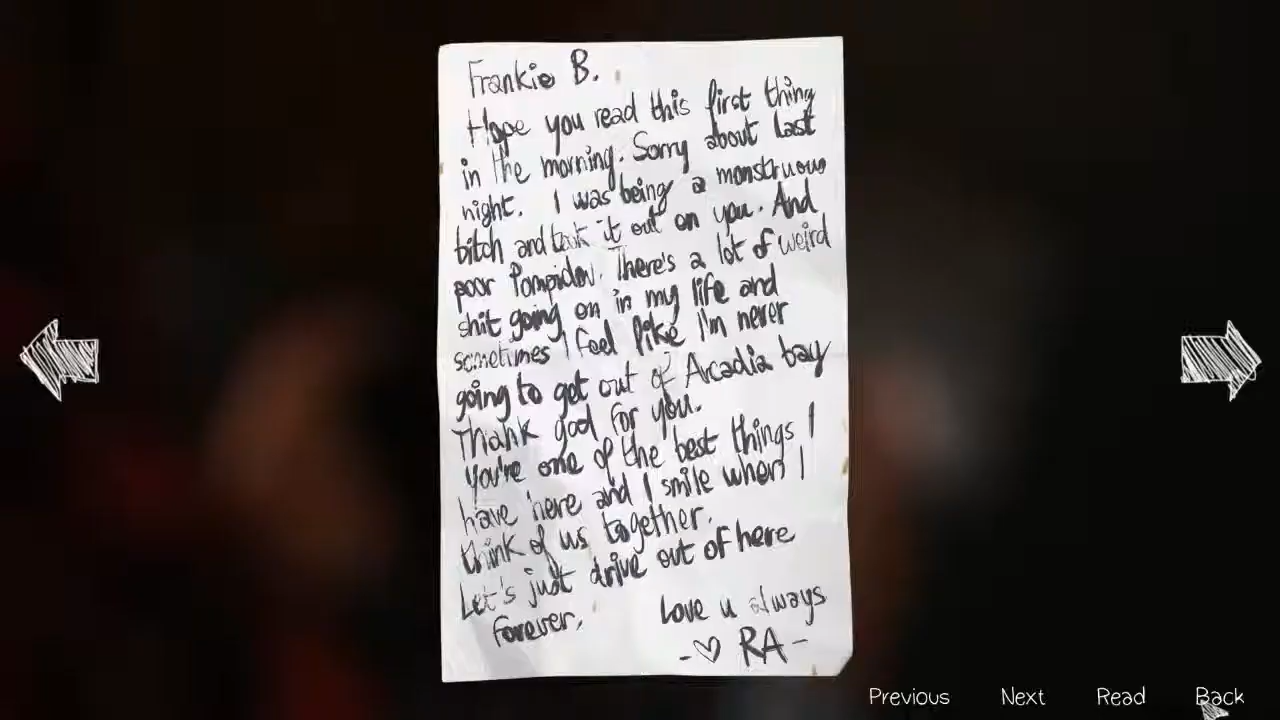 Frankie B.
Hope you read this first thing
in the morning. Sorry about last
night. I was being a monstruous
bitch and took it out on you. And
poor Pompidou. There's a lot of weird
shit going on in my life and
sometimes I feel like I'm never
going to get out of Arcadia bay
Thank god for you.
You're one of the best things I
have here and I smile when I
think of us together.
Let's just drive out of here
forever.
Love u always
-♡ RA-
Previous Next Read Back